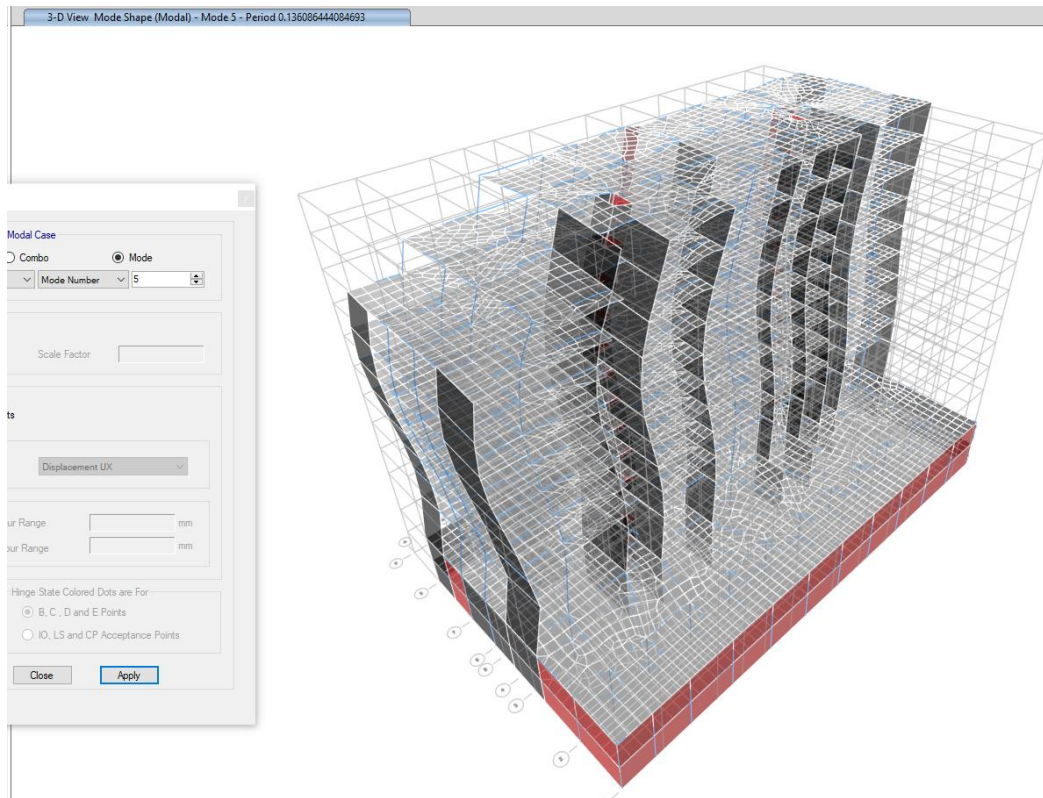 3-D View Mode Shape (Modal) - Mode 5 - Period 0.136086444084693
Modal Case
Combo Mode
Mode Number 5
Scale Factor
ts
Displacement UX
ur Range mm
our Range mm
Hinge State Colored Dots are For
B, C , D and E Points
IO, LS and CP Acceptance Points
Close Apply